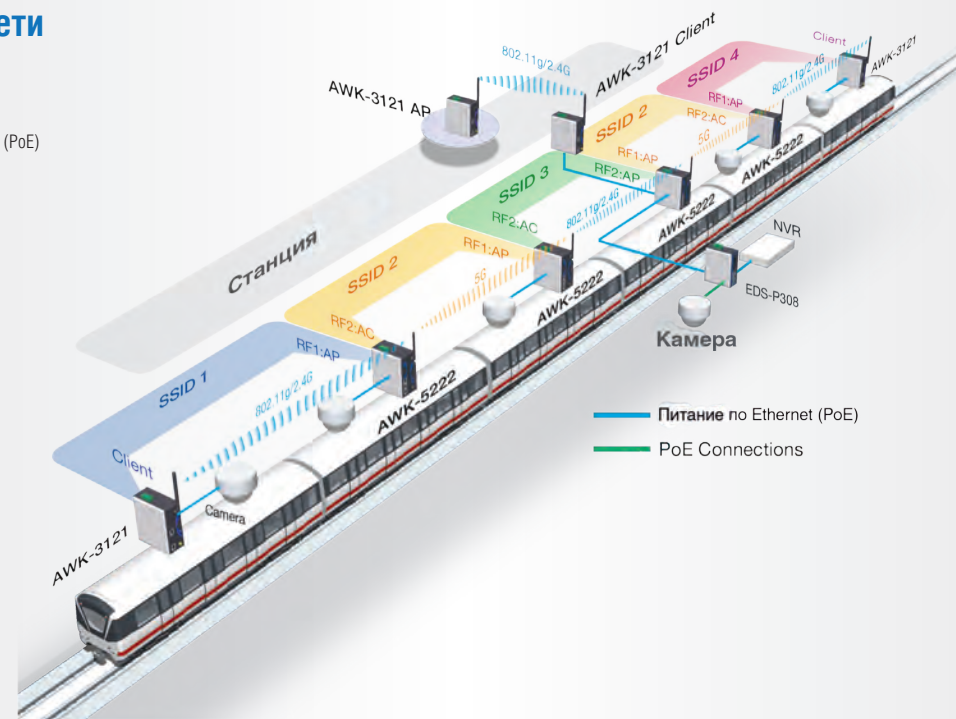 ети
(PoE)
802.11g/2.4G
AWK-3121 AP
AWK-3121 Client
SSID 4
Client
AWK-3121
802.11g/2.4G
RF1:AP
RF2:AC
5G
SSID 2
RF1:AP
AWK-5222
SSID 3
RF2:AP
RF2:AC
802.11g/2.4G
AWK-5222
Станция
SSID 2
RF1:AP
5G
AWK-5222
RF2:AC
NVR
EDS-P308
Камера
SSID 1
RF1:AP
802.11g/2.4G
AWK-5222
Client
Camera
AWK-3121
Питание по Ethernet (PoE)
PoE Connections